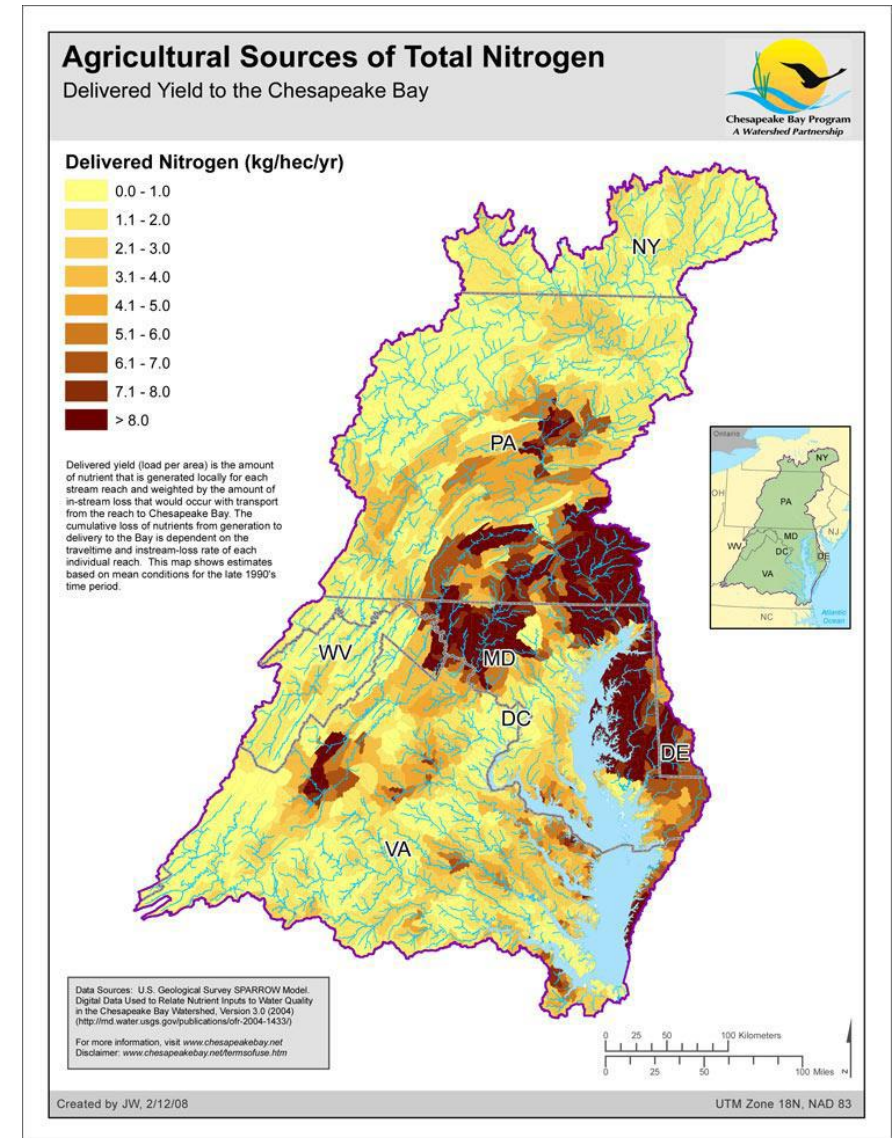 Agricultural Sources of Total Nitrogen
Delivered Yield to the Chesapeake Bay
Chesapeake Bay Program
A Watershed Partnership
Delivered Nitrogen (kg/hec/yr)
0.0 - 1.0
1.1 - 2.0
2.1 - 3.0
3.1 - 4.0
4.1 - 5.0
5.1 - 6.0
6.1 - 7.0
7.1 - 8.0
> 8.0
Delivered yield (load per area) is the amount
of nutrient that is generated locally for each
stream reach and weighted by the amount of
in-stream loss that would occur with transport
from the reach to Chesapeake Bay. The
cumulative loss of nutrients from generation to
delivery to the Bay is dependent on the
traveltime and instream-loss rate of each
individual reach. This map shows estimates
based on mean conditions for the late 1990's
time period.
NY
PA
WV
MD
DC
DE
VA
Ontario
NY
OH
PA
NJ
MD
WV
DC
DE
VA
NC
Atlantic
Ocean
Data Sources: U.S. Geological Survey SPARROW Model.
Digital Data Used to Relate Nutrient Inputs to Water Quality
in the Chesapeake Bay Watershed, Version 3.0 (2004)
(http://md.water.usgs.gov/publications/ofr-2004-1433/)
For more information, visit www.chesapeakebay.net
Disclaimer: www.chesapeakebay.net/termsofuse.htm
0 25 50 100 Kilometers
0 25 50 100 Miles
N
Created by JW, 2/12/08
UTM Zone 18N, NAD 83